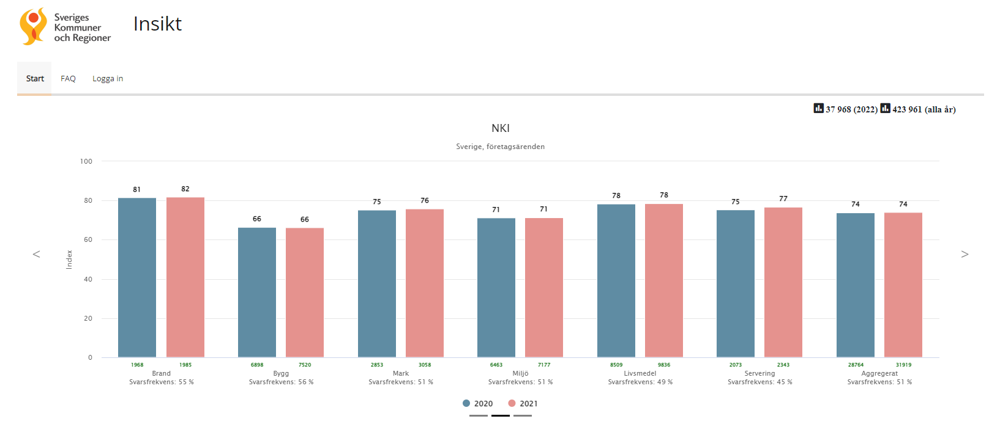 Sveriges
Kommuner
och Regioner
Insikt
Start FAQ Logga in
37 968 (2022) 423 961 (alla år)
NKI
Sverige, företagsärenden
Index
100
80
60
40
20
0
81 82 66 66 75 76 71 71 78 78 75 77 74 74
1968 1985 6898 7520 2853 3058 6463 7177 8509 9836 2073 2343 28764 31919
Brand Bygg Mark Miljö Livsmedel Servering Aggregerat
Svarsfrekvens: 55 % Svarsfrekvens: 56 % Svarsfrekvens: 51 % Svarsfrekvens: 51 % Svarsfrekvens: 49 % Svarsfrekvens: 45 % Svarsfrekvens: 51 %
2020 2021
< >